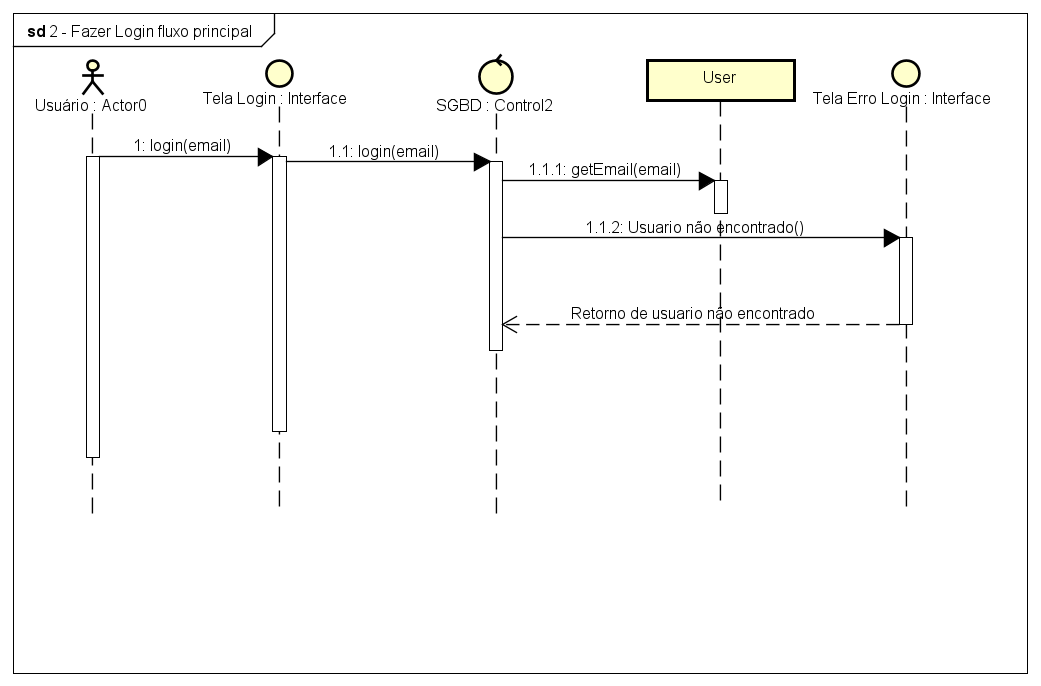 sd 2 - Fazer Login fluxo principal
Usuário : Actor0
Tela Login : Interface
SGBD : Control2
User
Tela Erro Login : Interface
1: login(email)
1.1: login(email)
1.1.1: getEmail(email)
1.1.2: Usuario não encontrado()
Retorno de usuario não encontrado